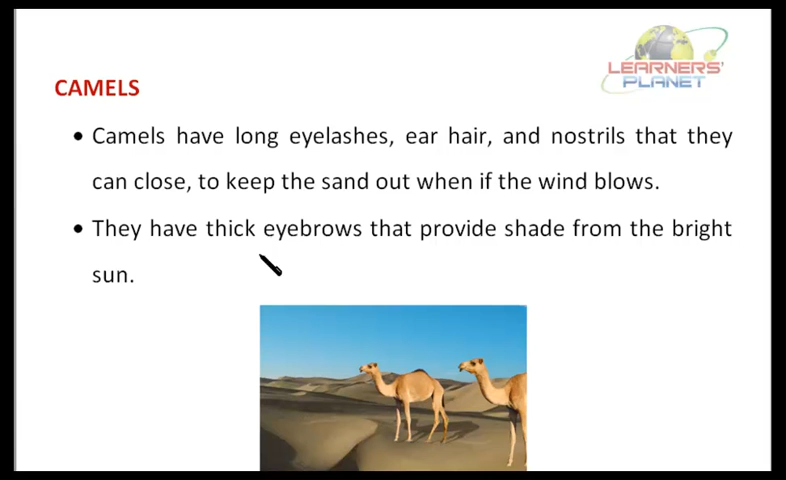 LEARNERS'
PLANET
CAMELS
• Camels have long eyelashes, ear hair, and nostrils that they
can close, to keep the sand out when if the wind blows.
• They have thick eyebrows that provide shade from the bright
sun.